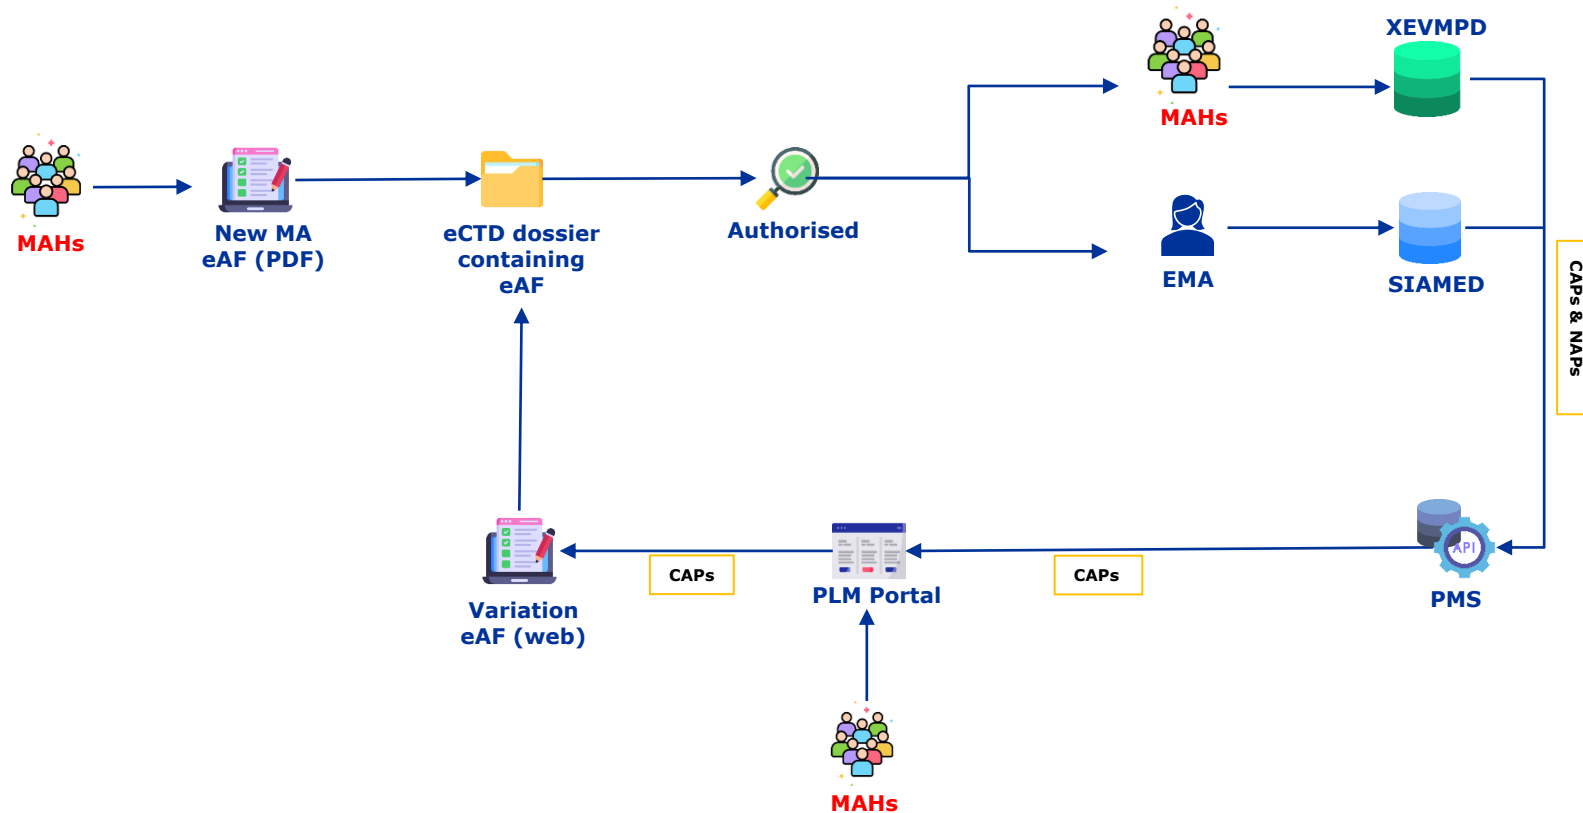 XEVMPD
MAHs
MAHs
New MA
eAF (PDF)
eCTD dossier
containing
eAF
Authorised
EMA
SIAMED
CAPs & NAPs
API
PMS
CAPs
PLM Portal
CAPs
Variation
eAF (web)
MAHs